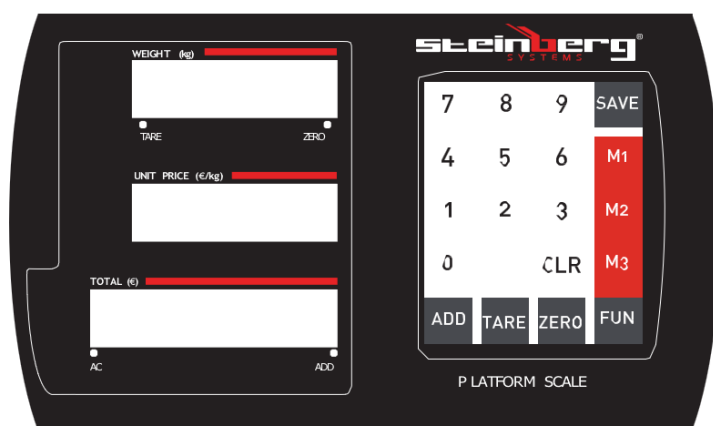 WEIGHT (kg)
TARE ZERO
UNIT PRICE (€/kg)
TOTAL (€)
AC ADD
steinberg®
SYSTEMS
7 8 9 SAVE
4 5 6 M1
1 2 3 M2
0 CLR M3
ADD TARE ZERO FUN
PLATFORM SCALE